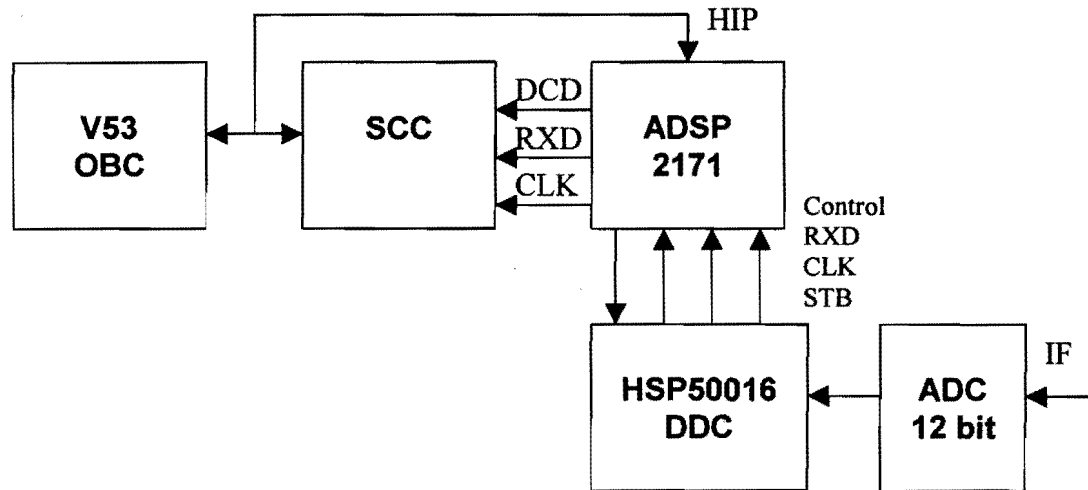 HIP
V53
OBC
SCC
DCD
RXD
CLK
ADSP
2171
Control
RXD
CLK
STB
HSP50016
DDC
ADC
12 bit
IF